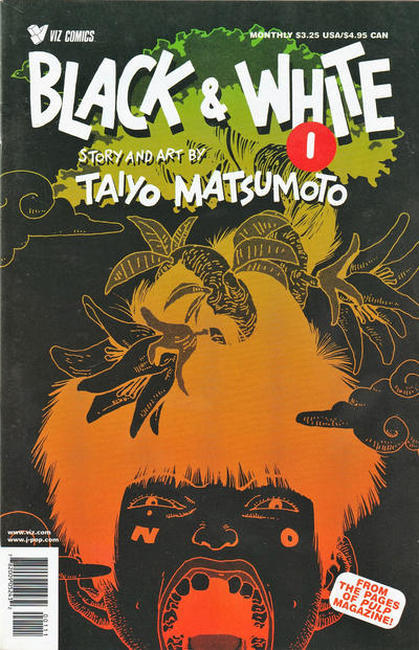 VIZ COMICS
MONTHLY $3.25 USA/$4.95 CAN
BLACK & WHITE
1
STORY AND ART BY
TAIYO MATSUMOTO
N O
www.viz.com
www.j-pop.com
FROM
THE PAGES
OF PULP
MAGAZINE!